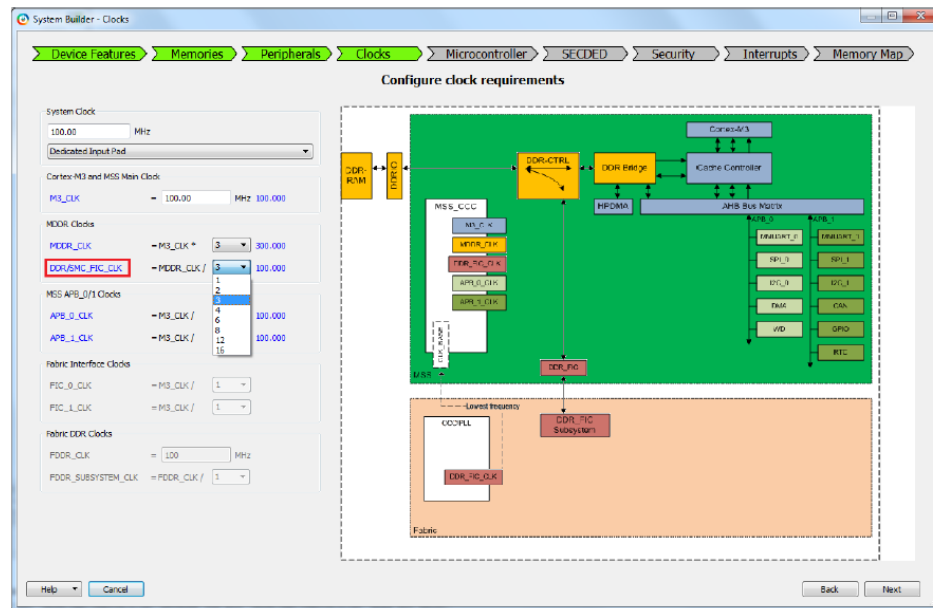 System Builder - Clocks
Device Features
Memories
Peripherals
Clocks
Microcontroller
SECDED
Security
Interrupts
Memory Map
Configure clock requirements
System Clock
100.00 MHz
Dedicated Input Pad
Cortex-M3 and MSS Main Clock
M3_CLK = 100.00 MHz 100.000
MDDR Clocks
MDDR_CLK = M3_CLK * 3 300.000
DDR/SMC_FIC_CLK = MDDR_CLK / 3 100.000
1
2
3
4
6
8
12
16
MSS APB_0/1 Clocks
APB_0_CLK = M3_CLK / 100.000
APB_1_CLK = M3_CLK / 100.000
Fabric Interface Clocks
FIC_0_CLK = M3_CLK / 1
FIC_1_CLK = M3_CLK / 1
Fabric DDR Clocks
FDDR_CLK = 100 MHz
FDDR_SUBSYSTEM_CLK = FDDR_CLK / 1
Cortex-M3
DDR-RAM
DDRIO
DDR-CTRL
DDR Bridge
Cache Controller
HPDMA
AHB Bus Matrix
APB_0
APB_1
MSS_CCC
M3_CLK
MDDR_CLK
DDR_FIC_CLK
APB_0_CLK
APB_1_CLK
CLK_BASE
MMUART_0
SPI_0
I2C_0
DMA
WD
MMUART_1
SPI_1
I2C_1
CAN
GPIO
RTC
MSS
DDR_FIC
Lowest frequency
DDR_FIC
Subsystem
DDR_FIC_CLK
Fabric
Help
Cancel
Back
Next